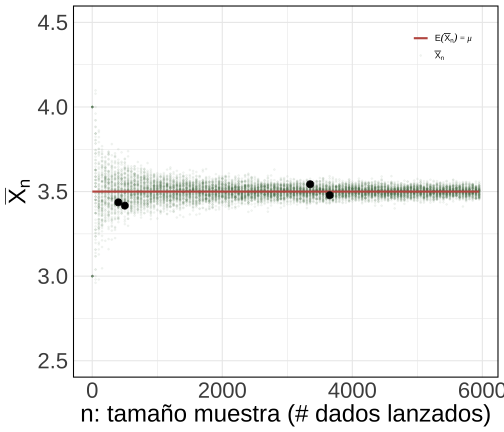 4.5
4.0
3.5
3.0
2.5
X̅n
E(X̅n) = μ
X̅n
0
2000
4000
6000
n: tamaño muestra (# dados lanzados)